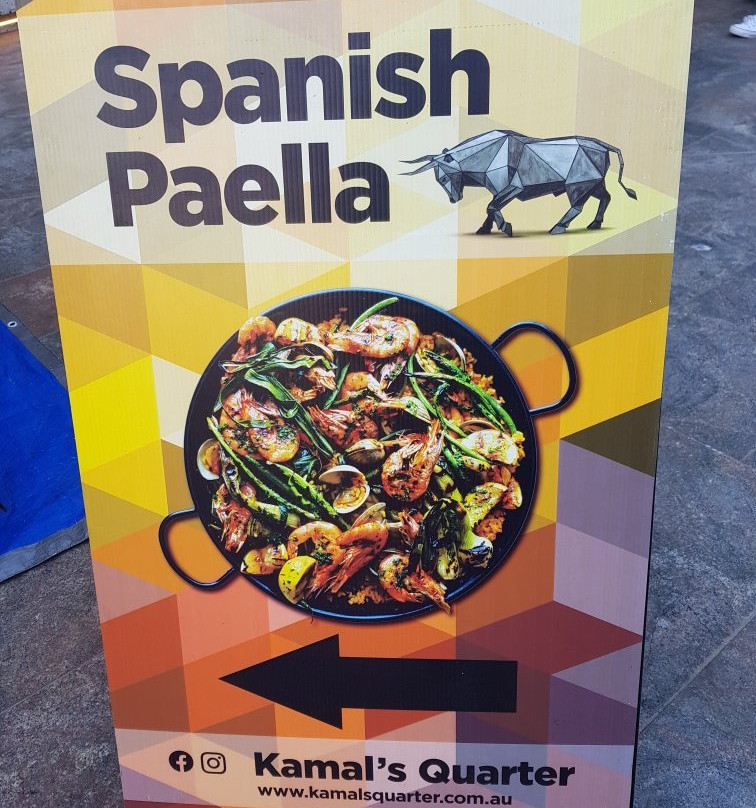 Spanish
Paella
Kamal's Quarter
www.kamalsquarter.com.au